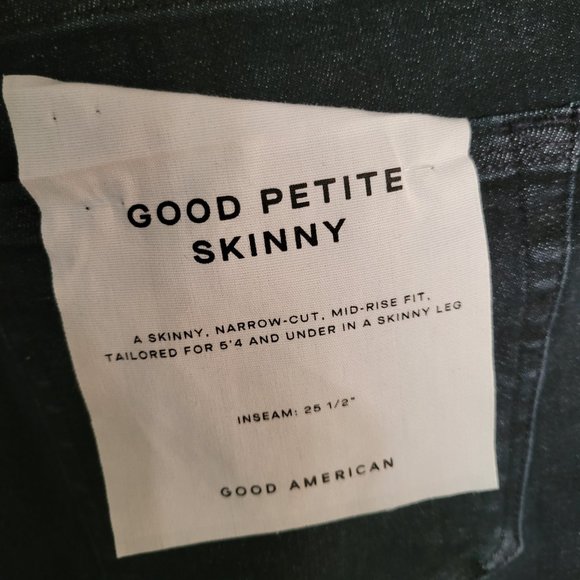 GOOD PETITE
SKINNY
A SKINNY, NARROW-CUT, MID-RISE FIT,
TAILORED FOR 5'4 AND UNDER IN A SKINNY LEG
INSEAM: 25 1/2"
GOOD AMERICAN